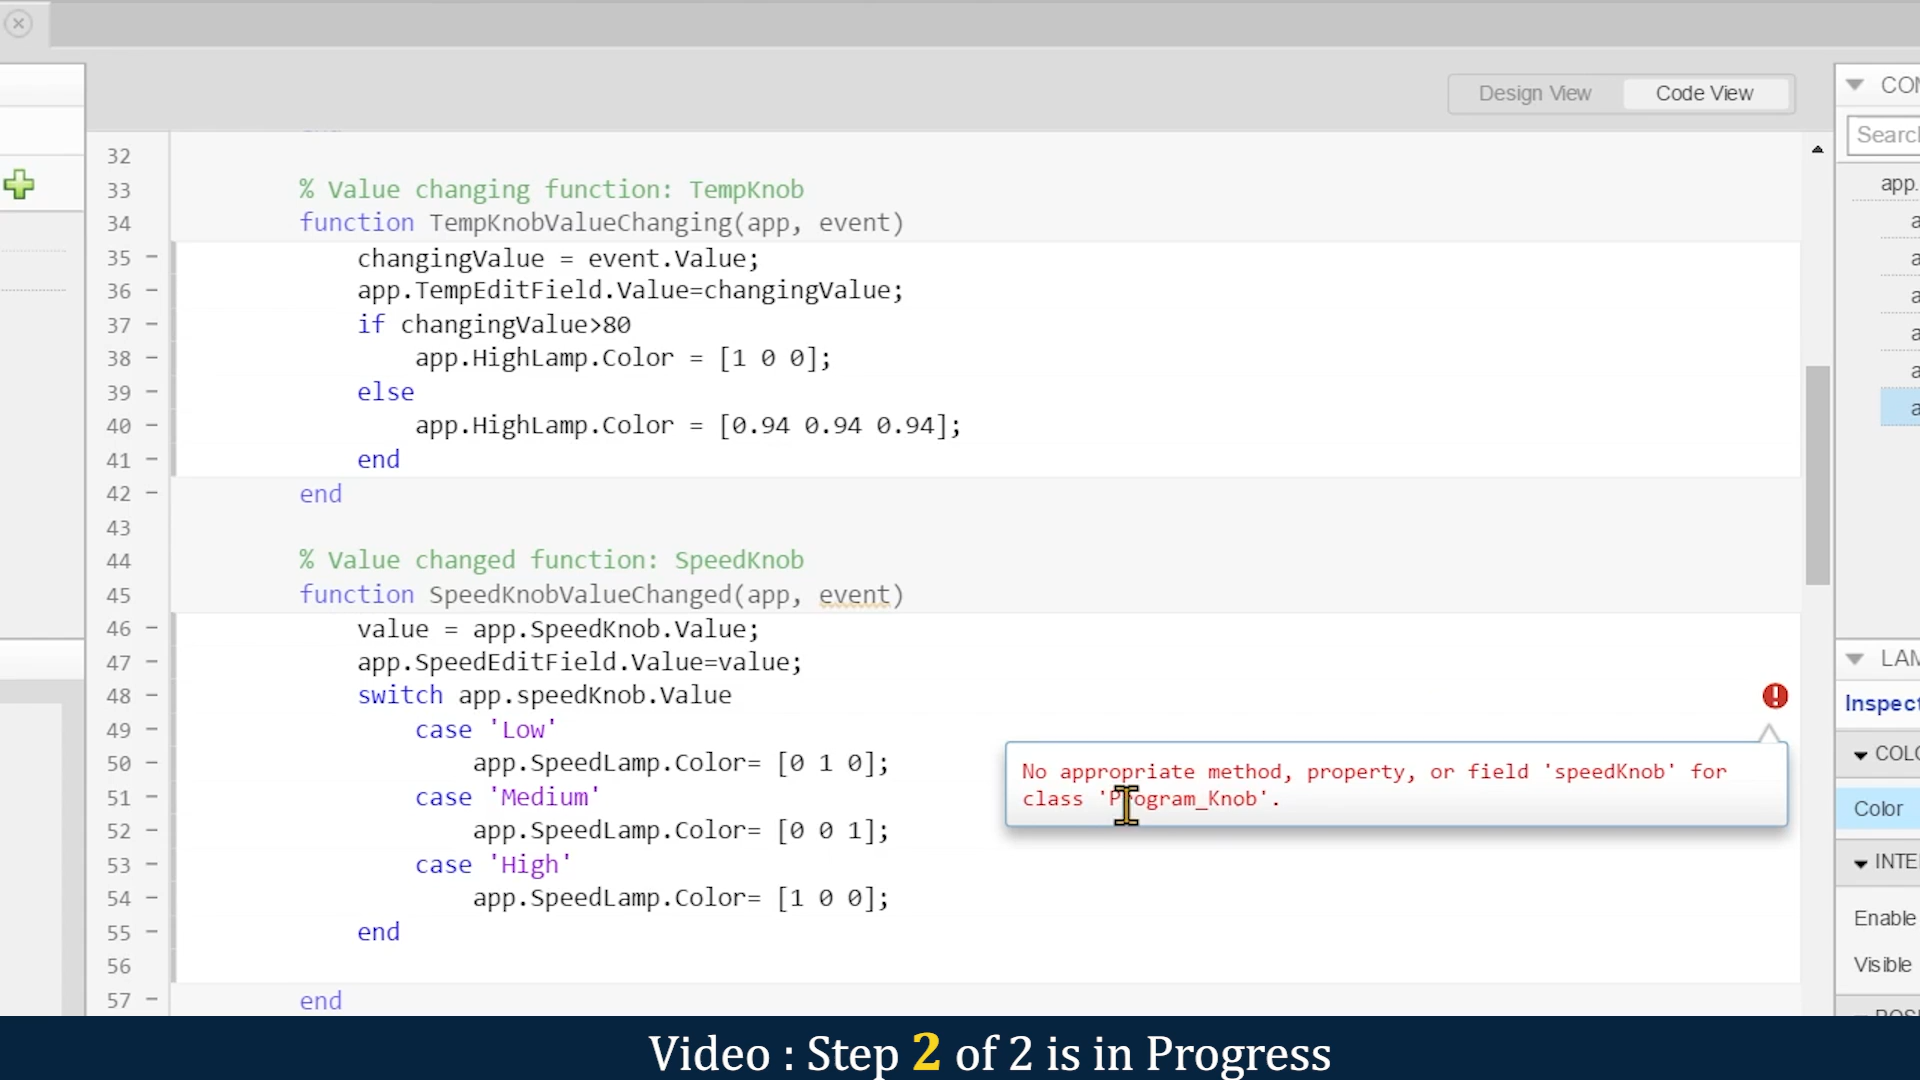 Design View Code View
32
33 % Value changing function: TempKnob
34 function TempKnobValueChanging(app, event)
35 – changingValue = event.Value;
36 – app.TempEditField.Value=changingValue;
37 – if changingValue>80
38 – app.HighLamp.Color = [1 0 0];
39 – else
40 – app.HighLamp.Color = [0.94 0.94 0.94];
41 – end
42 – end
43
44 % Value changed function: SpeedKnob
45 function SpeedKnobValueChanged(app, event)
46 – value = app.SpeedKnob.Value;
47 – app.SpeedEditField.Value=value;
48 – switch app.speedKnob.Value
49 – case 'Low'
50 – app.SpeedLamp.Color= [0 1 0];
51 – case 'Medium'
52 – app.SpeedLamp.Color= [0 0 1];
53 – case 'High'
54 – app.SpeedLamp.Color= [1 0 0];
55 – end
56
57 – end
No appropriate method, property, or field 'speedKnob' for
class 'Program_Knob'.
Search
app.
Inspect
Color
Enable
Visible
Video : Step 2 of 2 is in Progress